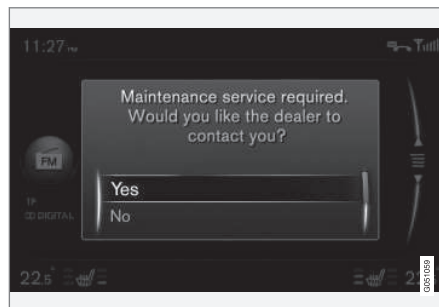 11:27
Maintenance service required.
Would you like the dealer to
contact you?
FM
Yes
No
TP
DIGITAL
22.5
22
G051059